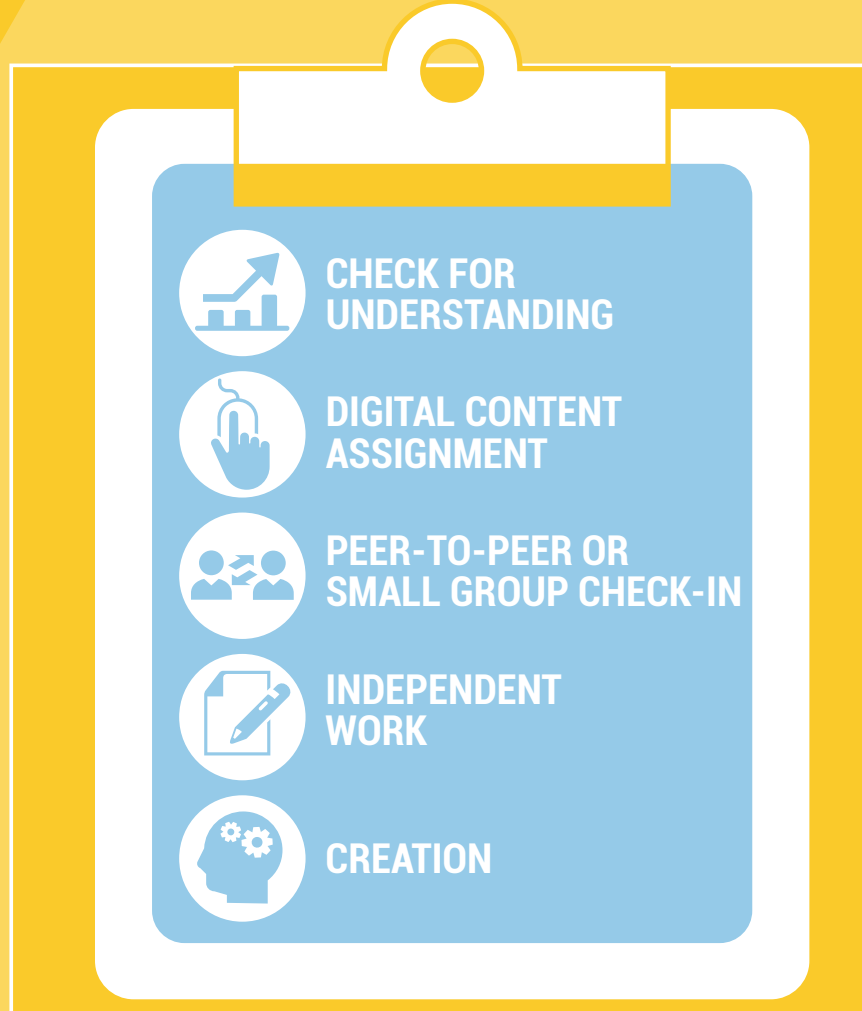 CHECK FOR
UNDERSTANDING
DIGITAL CONTENT
ASSIGNMENT
PEER-TO-PEER OR
SMALL GROUP CHECK-IN
INDEPENDENT
WORK
CREATION